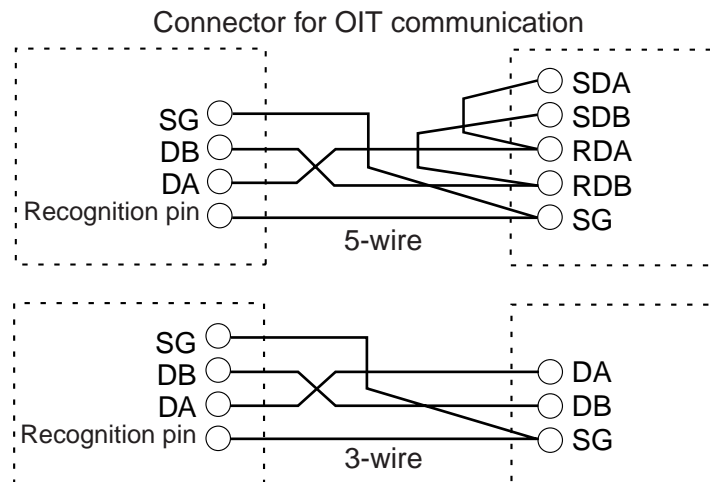 Connector for OIT communication
SG
DB
DA
Recognition pin
SDA
SDB
RDA
RDB
SG
5-wire
SG
DB
DA
Recognition pin
DA
DB
SG
3-wire